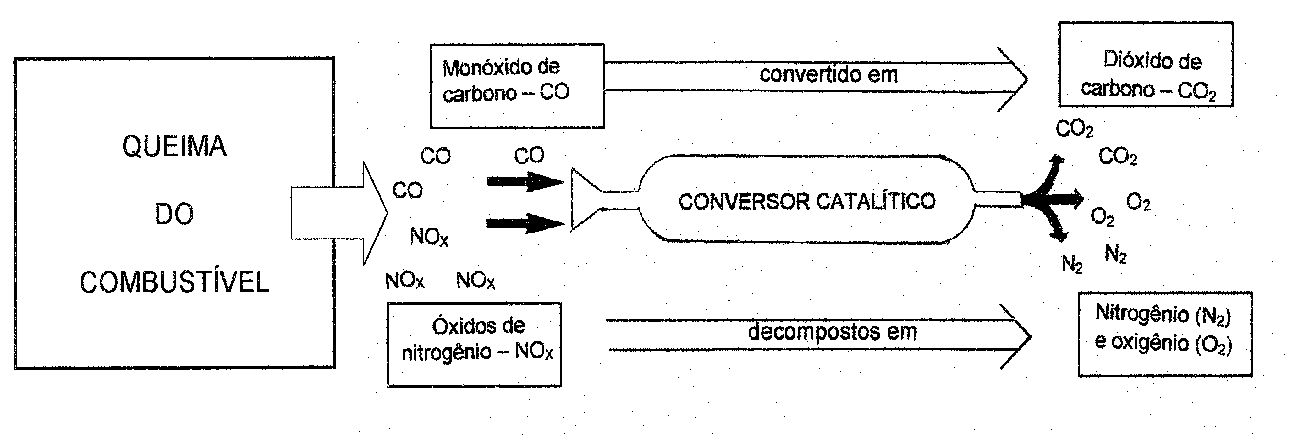 QUEIMA
DO
COMBUSTÍVEL
Monóxido de
carbono – CO
convertido em
Dióxido de
carbono – CO₂
CO CO
CO
NOx
NOx NOx
CONVERSOR CATALÍTICO
CO₂
CO₂
O₂
O₂
N₂
N₂
Óxidos de
nitrogênio – NOx
decompostos em
Nitrogênio (N₂)
e oxigênio (O₂)